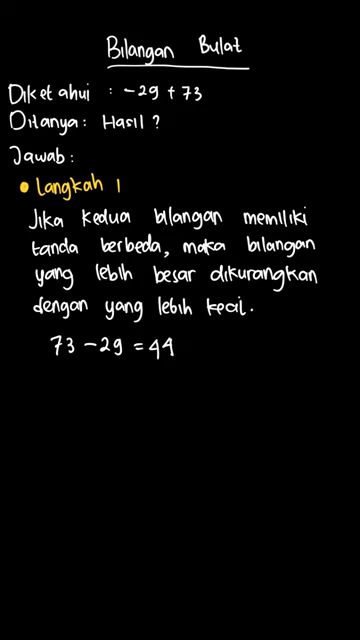 Bilangan Bulat
Diketahui : -29 + 73
Ditanya : Hasil ?
Jawab :
• Langkah 1
Jika kedua bilangan memiliki
tanda berbeda, maka bilangan
yang lebih besar dikurangkan
dengan yang lebih kecil.
73 - 29 = 44